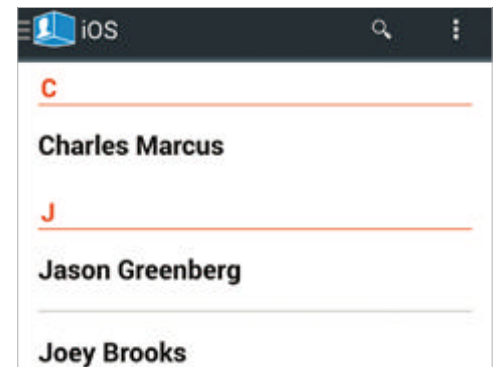 iOS
C
Charles Marcus
J
Jason Greenberg
Joey Brooks